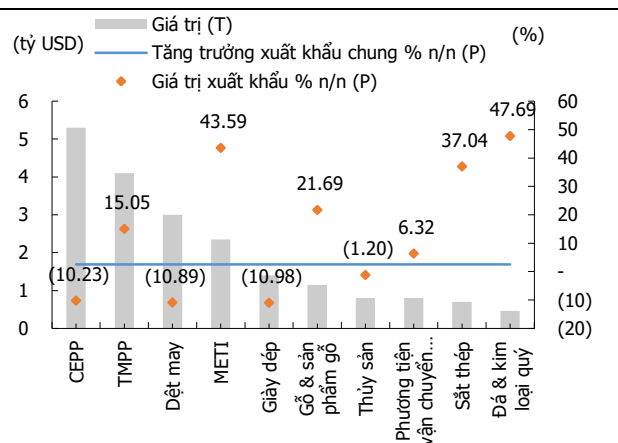 Giá trị (T)
(tỷ USD)
Tăng trưởng xuất khẩu chung % n/n (P)
(%)
Giá trị xuất khẩu % n/n (P)
6
5
4
3
2
1
0
60
50
40
30
20
10
-
(10)
(20)
(10.23)
15.05
(10.89)
43.59
(10.98)
21.69
(1.20)
6.32
37.04
47.69
CEPP
TMPP
Dệt may
METI
Giày dép
Gỗ & sản
phẩm gỗ
Thủy sản
Phương tiện
vận chuyển...
Sắt thép
Đá & kim
loại quý